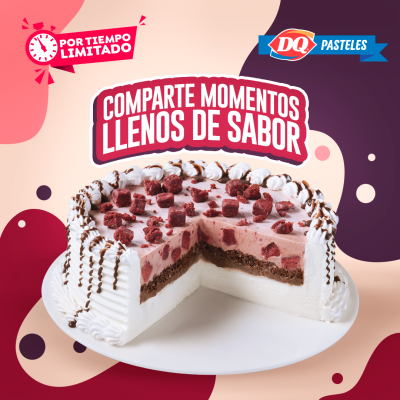 POR TIEMPO
LIMITADO
DQ PASTELES
COMPARTE MOMENTOS
LLENOS DE SABOR